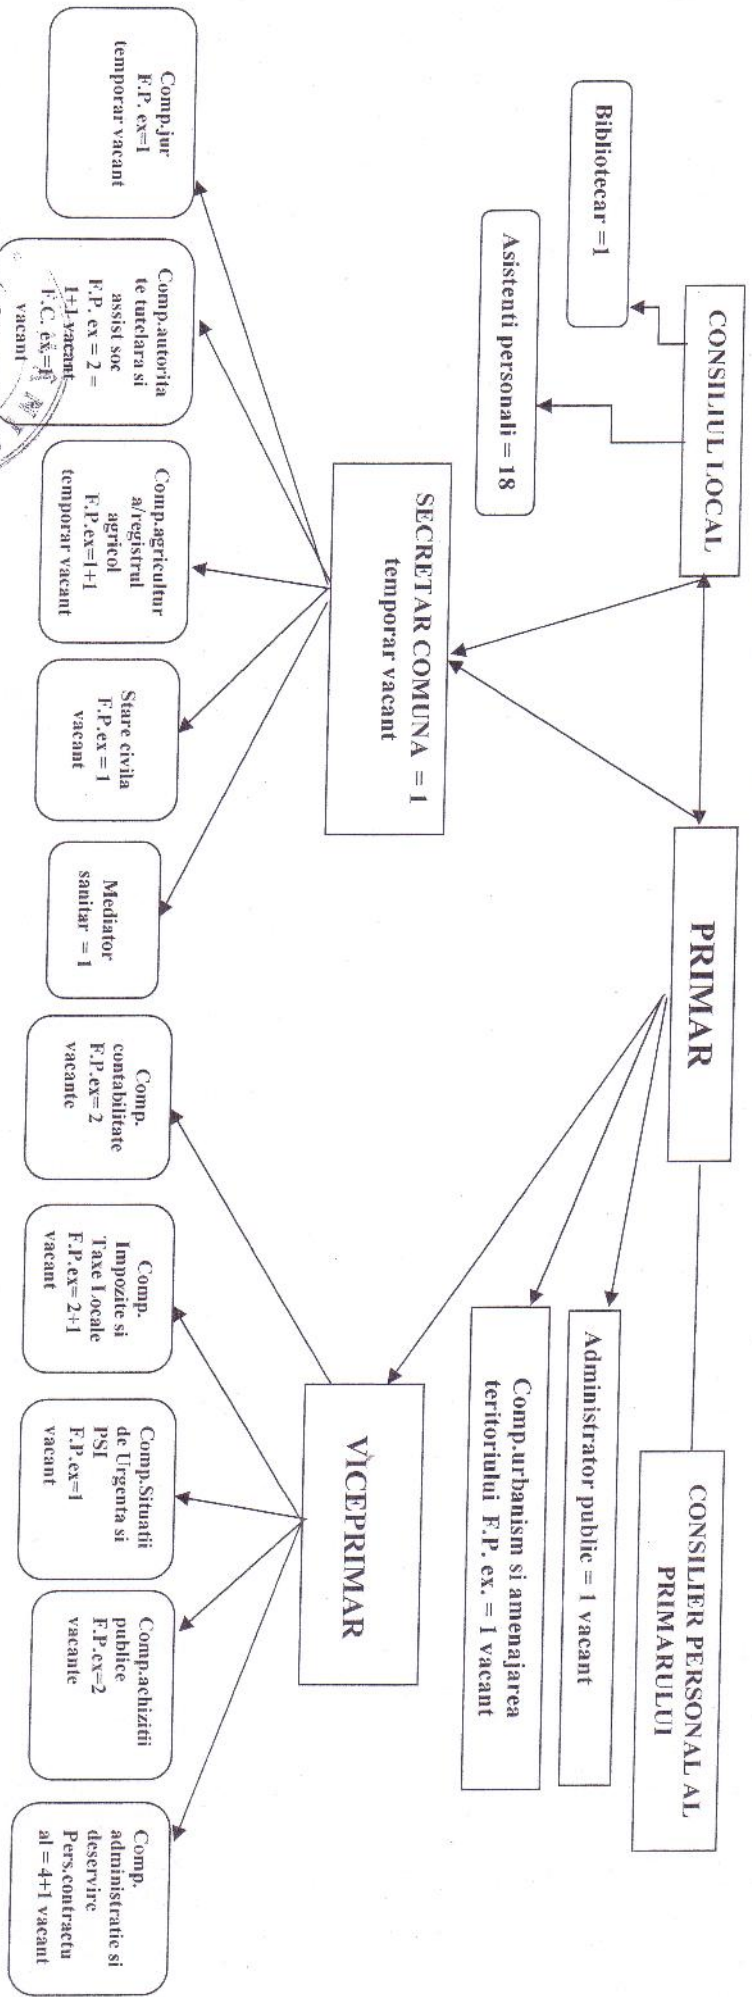 CONSILIUL LOCAL
PRIMAR
CONSILIER PERSONAL AL
PRIMARULUI
Bibliotecar =1
Asistenti personali = 18
Administrator public = 1 vacant
Comp.urbanism si amenajarea
teritoriului F.P. ex. = 1 vacant
SECRETAR COMUNA = 1
temporar vacant
VICEPRIMAR
Comp.jur
F.P. ex=1
temporar vacant
Comp.autorita
te tutelara si
assist soc
F.P. ex = 2 =
1+1 vacant
F.C. ex.=1
vacant
Comp.agricultur
a/registrul
agricol
F.P.ex=1+1
temporar vacant
Stare civila
F.P.ex = 1
vacant
Mediator
sanitar = 1
Comp.
contabilitate
F.P.ex= 2
vacante
Comp.
Impozite si
Taxe Locale
F.P.ex= 2+1
vacant
Comp.Situatii
de Urgenta si
PSI
F.P.ex=1
vacant
Comp.achizitii
publice
F.P.ex=2
vacante
Comp.
administratie si
deservire
Pers.contractu
al = 4+1 vacant